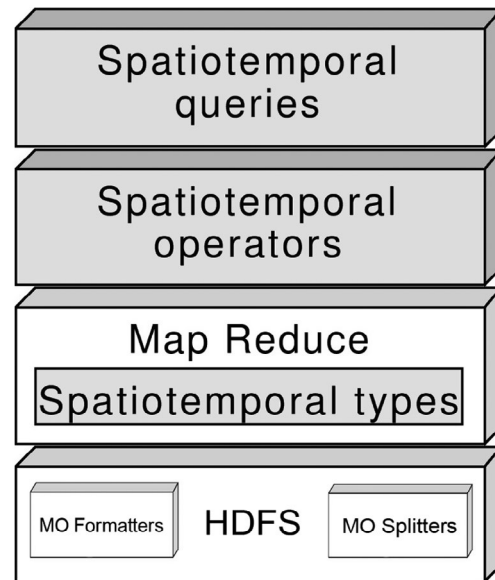 Spatiotemporal
queries
Spatiotemporal
operators
Map Reduce
Spatiotemporal types
MO Formatters HDFS MO Splitters